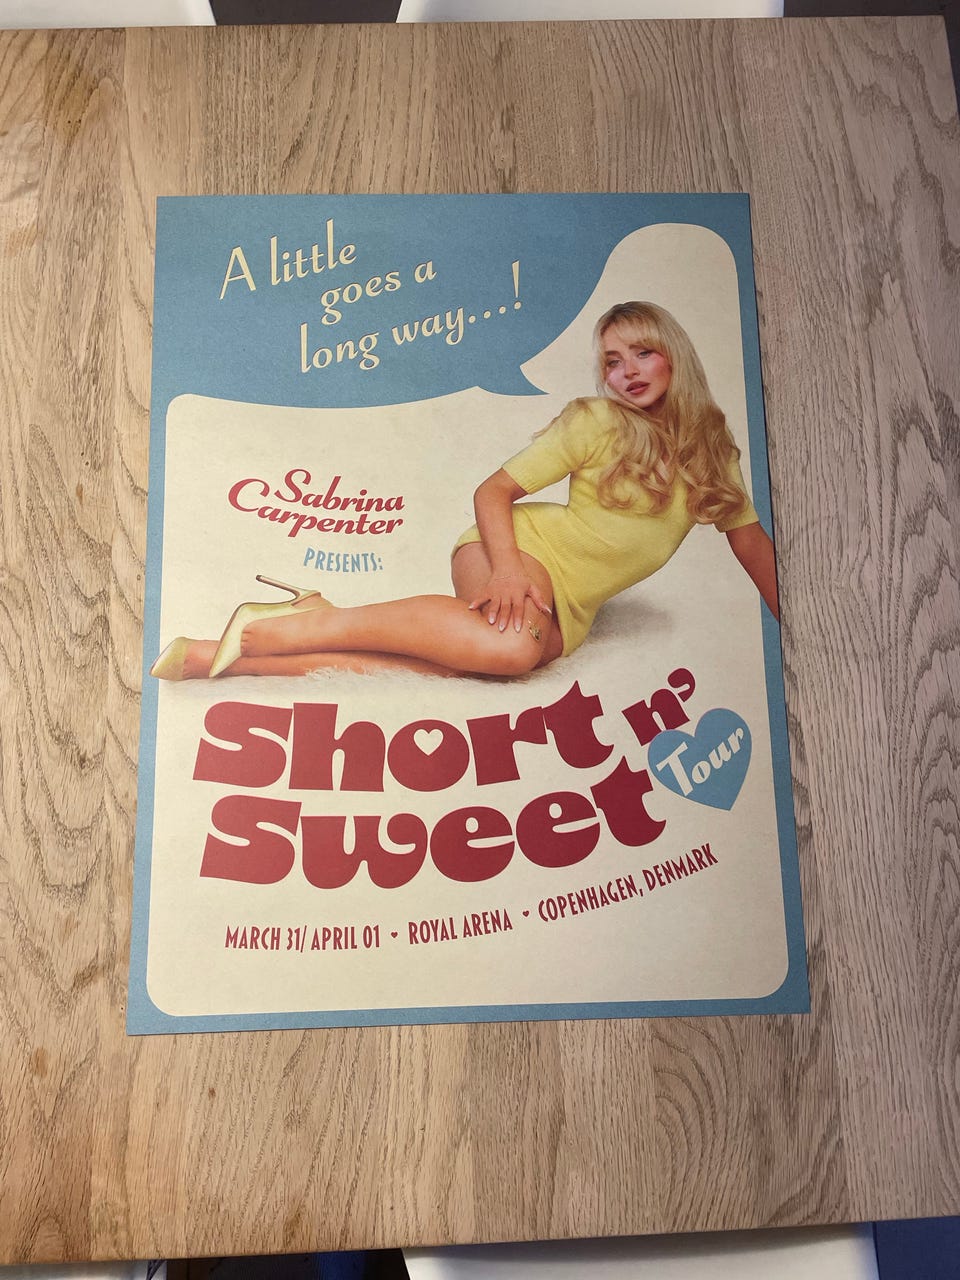 A little
goes a
long way...!
Sabrina
Carpenter
PRESENTS:
Short n'
Sweet
Tour
MARCH 31/ APRIL 01 ♥ ROYAL ARENA ♥ COPENHAGEN, DENMARK